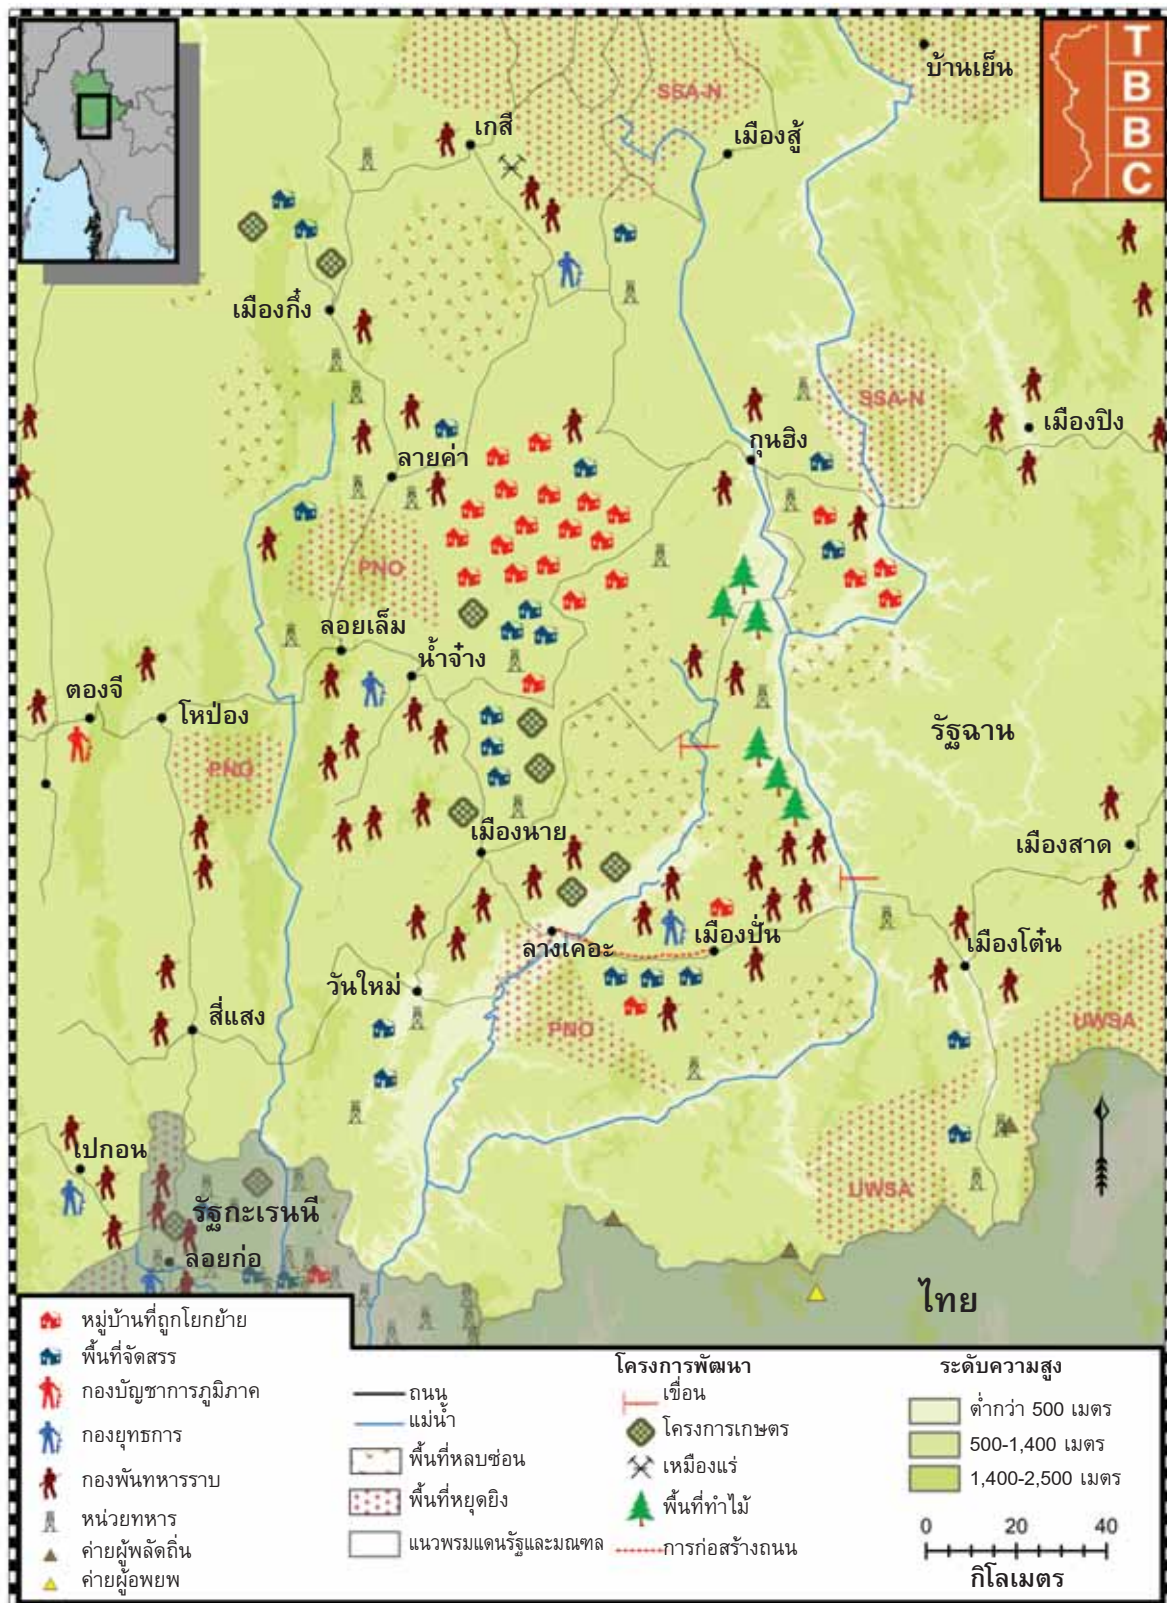 T
B
B
C
บ้านเย็น
SSA-N
เกสี
เมืองสู้
เมืองกึ๋ง
SSA-N
เมืองปิง
กุนฮิง
ลายค่า
PNO
ลอยเล็ม
น้ำจ๋าง
ตองจี
โหป่อง
รัฐฉาน
PNO
เมืองนาย
เมืองสาด
ลางเคอะ
เมืองปั่น
เมืองโต๋น
วันใหม่
สี่แสง
PNO
UWSA
เปกอน
UWSA
รัฐกะเรนนี
ลอยก่อ
ไทย
หมู่บ้านที่ถูกโยกย้าย
พื้นที่จัดสรร
กองบัญชาการภูมิภาค
กองยุทธการ
กองพันทหารราบ
หน่วยทหาร
ค่ายผู้พลัดถิ่น
ค่ายผู้อพยพ
ถนน
แม่น้ำ
พื้นที่หลบซ่อน
พื้นที่หยุดยิง
แนวพรมแดนรัฐและมณฑล
โครงการพัฒนา
เขื่อน
โครงการเกษตร
เหมืองแร่
พื้นที่ทำไม้
การก่อสร้างถนน
ระดับความสูง
ต่ำกว่า 500 เมตร
500-1,400 เมตร
1,400-2,500 เมตร
0 20 40
กิโลเมตร